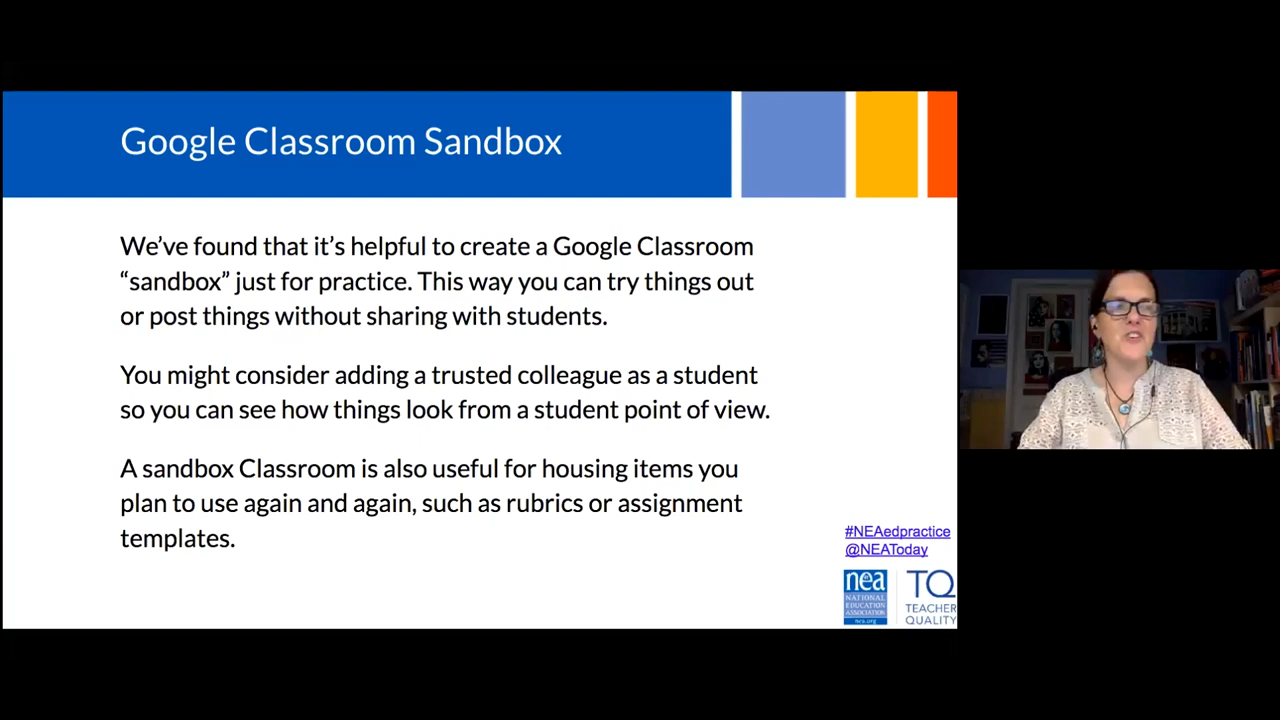 Google Classroom Sandbox
We’ve found that it’s helpful to create a Google Classroom
“sandbox” just for practice. This way you can try things out
or post things without sharing with students.
You might consider adding a trusted colleague as a student
so you can see how things look from a student point of view.
A sandbox Classroom is also useful for housing items you
plan to use again and again, such as rubrics or assignment
templates.
#NEAedpractice
@NEAToday
nea
NATIONAL
EDUCATION
ASSOCIATION
nea.org
TQ
TEACHER
QUALITY